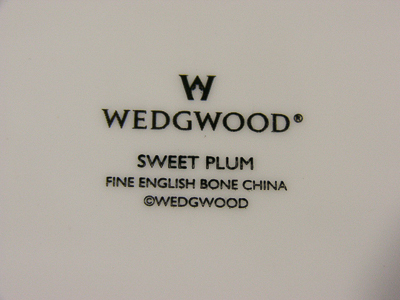 W
WEDGWOOD®
SWEET PLUM
FINE ENGLISH BONE CHINA
©WEDGWOOD